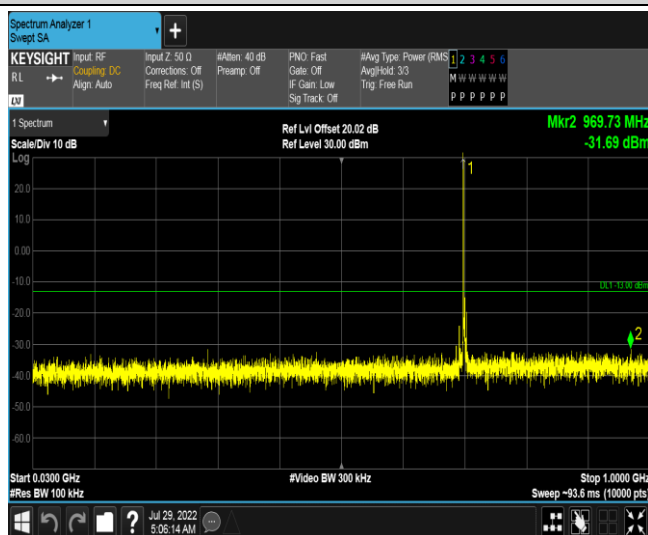 Spectrum Analyzer 1
Swept SA
+
KEYSIGHT
RL
LXI
Input: RF
Coupling: DC
Align: Auto
Input Z: 50 Ω
Corrections: Off
Freq Ref: Int (S)
#Atten: 40 dB
Preamp: Off
PNO: Fast
Gate: Off
IF Gain: Low
Sig Track: Off
#Avg Type: Power (RMS
Avg|Hold: 3/3
Trig: Free Run
1 2 3 4 5 6
M W W W W W
P P P P P P
1 Spectrum
Scale/Div 10 dB
Ref Lvl Offset 20.02 dB
Ref Level 30.00 dBm
Mkr2 969.73 MHz
-31.69 dBm
Log
1
20.0
10.0
0.00
-10.0
DL1 -13.00 dBm
-20.0
2
-30.0
-40.0
-50.0
-60.0
Start 0.0300 GHz
#Video BW 300 kHz
Stop 1.0000 GHz
#Res BW 100 kHz
Sweep ~93.6 ms (10000 pts)
?
Jul 29, 2022
5:06:14 AM